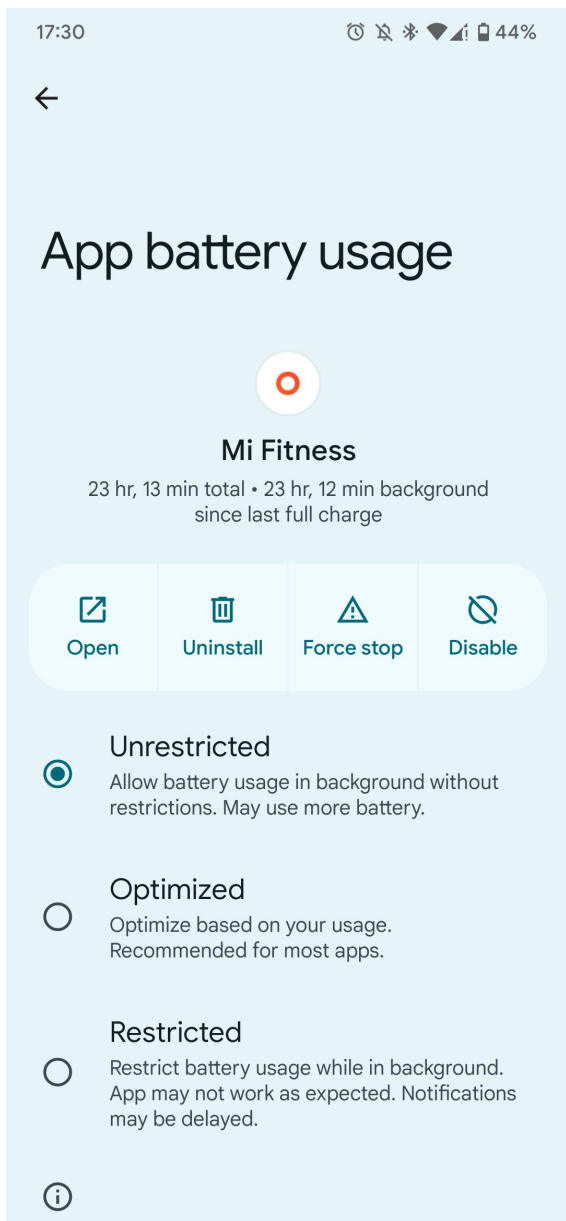 17:30
44%
App battery usage
Mi Fitness
23 hr, 13 min total • 23 hr, 12 min background
since last full charge
Open
Uninstall
Force stop
Disable
Unrestricted
Allow battery usage in background without
restrictions. May use more battery.
Optimized
Optimize based on your usage.
Recommended for most apps.
Restricted
Restrict battery usage while in background.
App may not work as expected. Notifications
may be delayed.